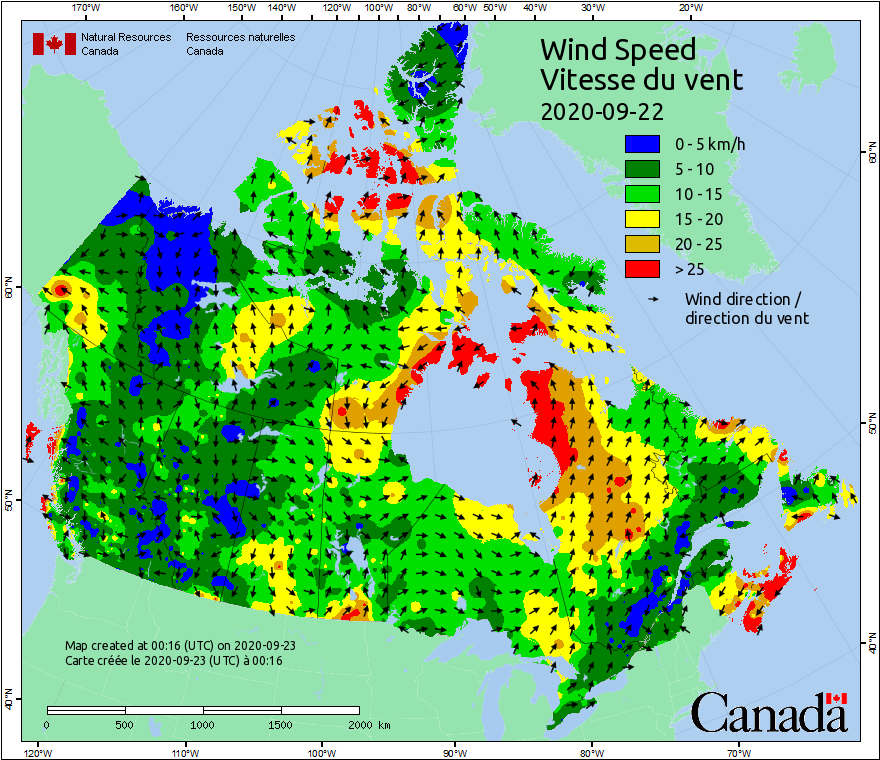 170°W 160°W 150°W 140°W 120°W 100°W 80°W 60°W 50°W 40°W 30°W 20°W
Natural Resources Ressources naturelles
Canada Canada
Wind Speed
Vitesse du vent
2020-09-22
0 - 5 km/h
5 - 10
10 - 15
15 - 20
20 - 25
> 25
Wind direction /
direction du vent
60°N
60°N
50°N
50°N
40°N
40°N
Map created at 00:16 (UTC) on 2020-09-23
Carte créée le 2020-09-23 (UTC) à 00:16
0 500 1000 1500 2000 km
Canada
120°W 110°W 100°W 90°W 80°W 70°W